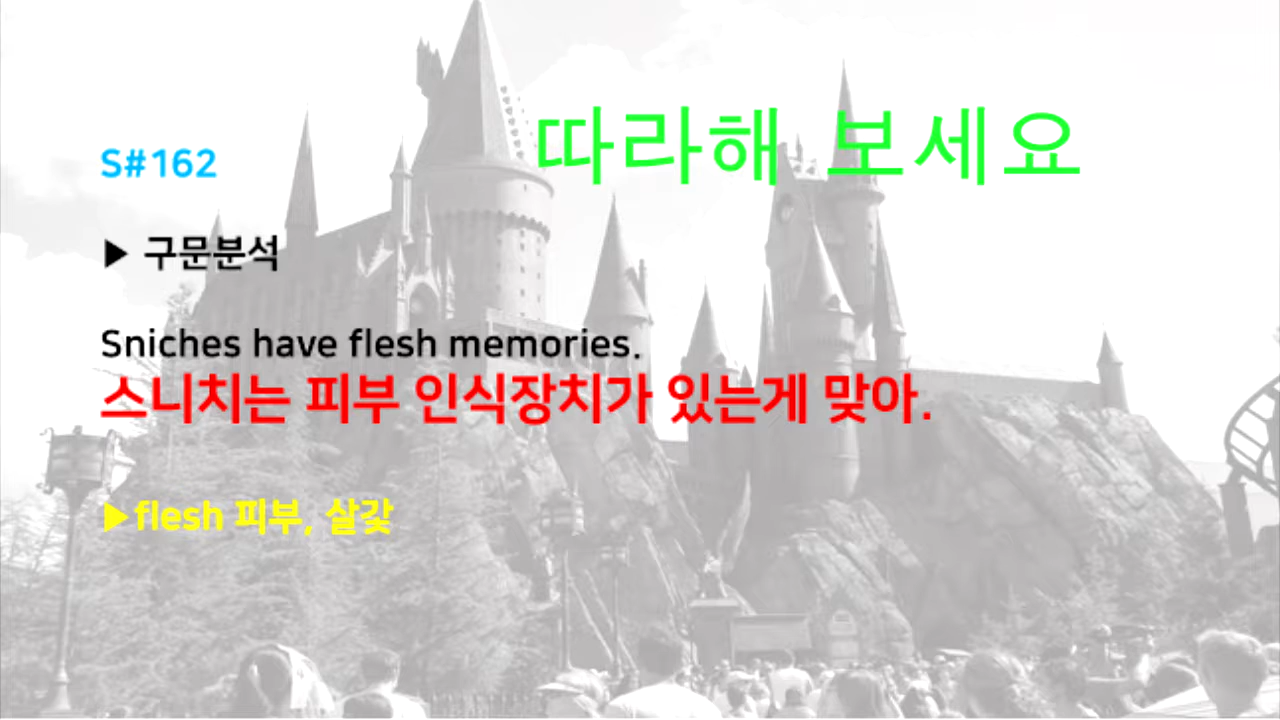 따라해 보세요
S#162
▶ 구문분석
Sniches have flesh memories.
스니치는 피부 인식장치가 있는게 맞아.
▶flesh 피부, 살갗